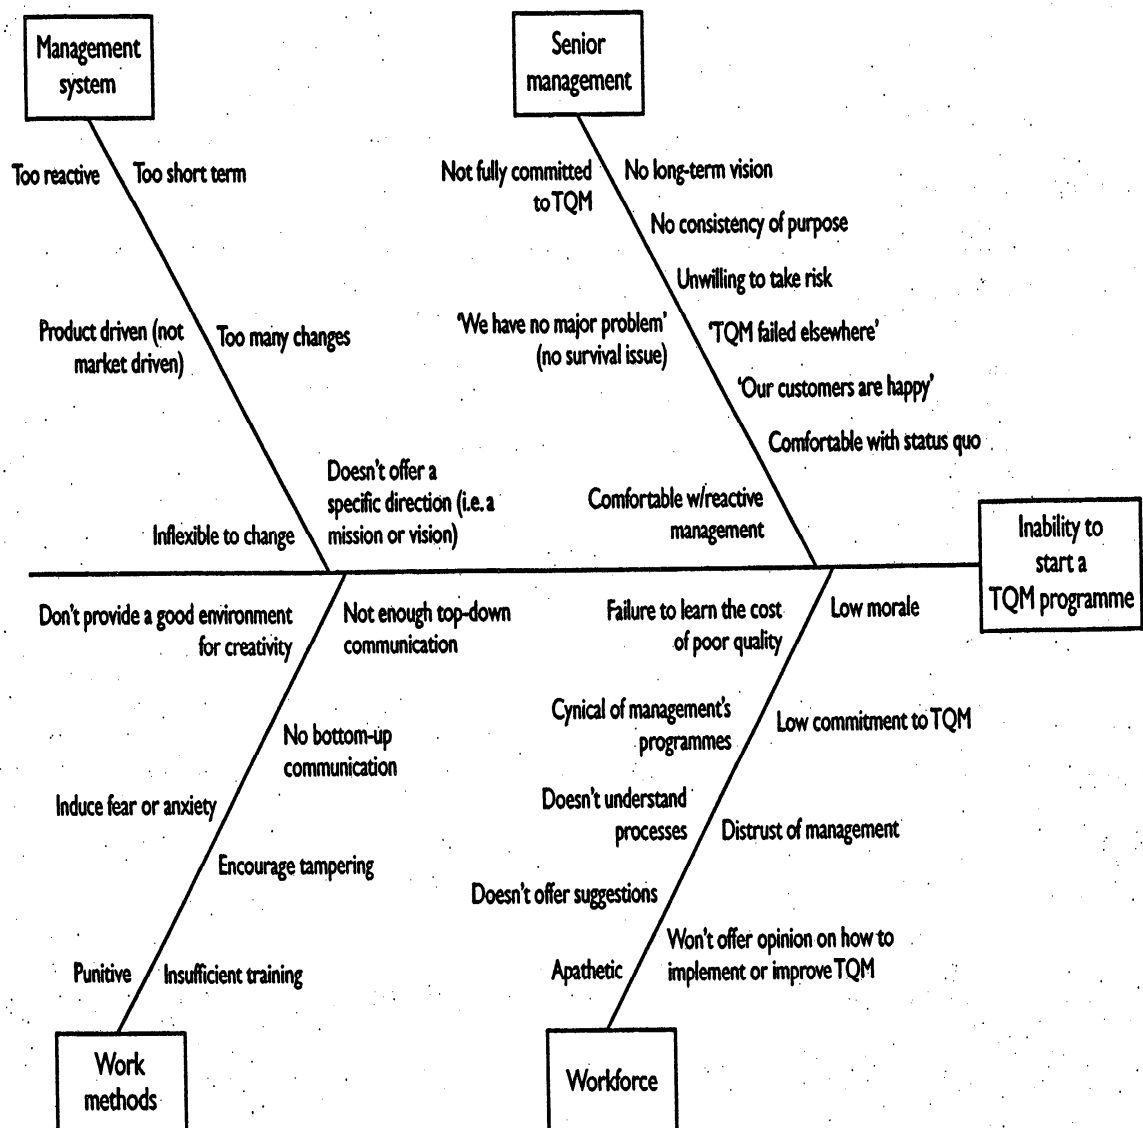 Management
system
Senior
management
Too reactive
Too short term
Not fully committed
to TQM
No long-term vision
No consistency of purpose
Unwilling to take risk
Product driven (not
market driven)
Too many changes
'We have no major problem'
(no survival issue)
'TQM failed elsewhere'
'Our customers are happy'
Comfortable with status quo
Inflexible to change
Doesn't offer a
specific direction (i.e. a
mission or vision)
Comfortable w/reactive
management
Inability to
start a
TQM programme
Don't provide a good environment
for creativity
Not enough top-down
communication
Failure to learn the cost
of poor quality
Low morale
No bottom-up
communication
Cynical of management's
programmes
Low commitment to TQM
Induce fear or anxiety
Doesn't understand
processes
Distrust of management
Encourage tampering
Doesn't offer suggestions
Punitive
Insufficient training
Apathetic
Won't offer opinion on how to
implement or improve TQM
Work
methods
Workforce